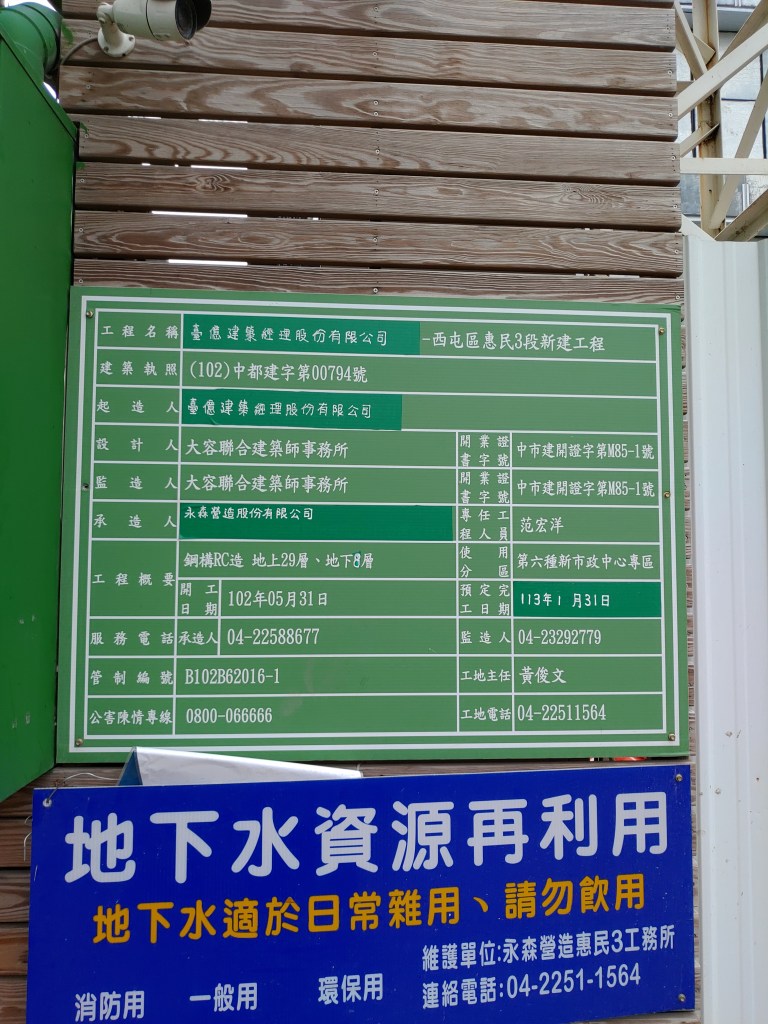 工程名稱 臺億建築經理股份有限公司 -西屯區惠民3段新建工程
建築執照 (102)中都建字第00794號
起造人 臺億建築經理股份有限公司
設計人 大容聯合建築師事務所 開業證書字號 中市建開證字第M85-1號
監造人 大容聯合建築師事務所 開業證書字號 中市建開證字第M85-1號
承造人 永森營造股份有限公司 專任工程人員 范宏洋
工程概要 鋼構RC造 地上29層、地下8層 使用分區 第六種新市政中心專區
開工日期 102年05月31日 預定完工日期 113年1月31日
服務電話 承造人 04-22588677 監造人 04-23292779
管制編號 B102B62016-1 工地主任 黃俊文
公害陳情專線 0800-066666 工地電話 04-22511564
地下水資源再利用
地下水適於日常雜用、請勿飲用
消防用 一般用 環保用
維護單位:永森營造惠民3工務所
連絡電話:04-2251-1564